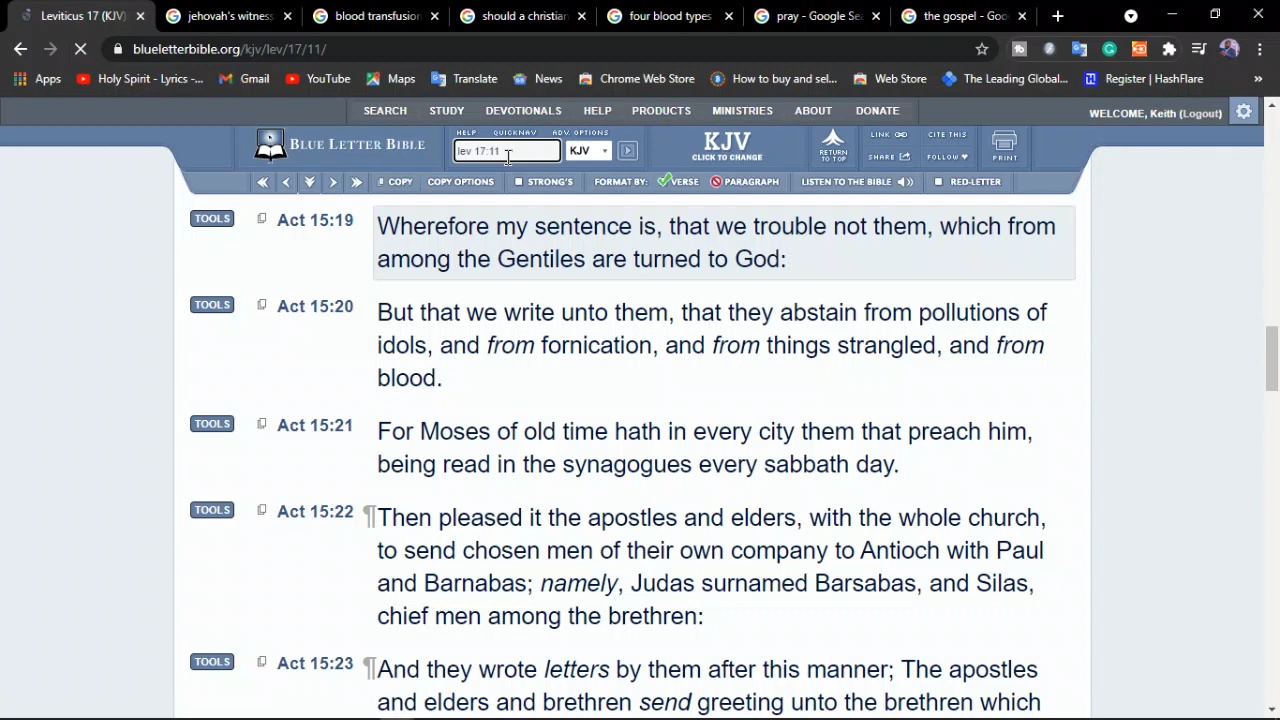 Leviticus 17 (KJV)
jehovah's witness
blood transfusion
should a christian
four blood types
pray - Google Sea
the gospel - Goo
blueletterbible.org/kjv/lev/17/11/
Apps
Holy Spirit - Lyrics -...
Gmail
YouTube
Maps
Translate
News
Chrome Web Store
How to buy and sel...
Web Store
The Leading Global...
Register | HashFlare
»
SEARCH STUDY DEVOTIONALS HELP PRODUCTS MINISTRIES ABOUT DONATE
WELCOME, Keith (Logout)
BLUE LETTER BIBLE
HELP QUICKNAV ADV. OPTIONS
lev 17:11
KJV
KJV
CLICK TO CHANGE
RETURN
TO TOP
LINK
CITE THIS
SHARE
FOLLOW
PRINT
COPY COPY OPTIONS STRONG'S FORMAT BY: VERSE PARAGRAPH LISTEN TO THE BIBLE RED-LETTER
TOOLS Act 15:19 Wherefore my sentence is, that we trouble not them, which from
among the Gentiles are turned to God:
TOOLS Act 15:20 But that we write unto them, that they abstain from pollutions of
idols, and from fornication, and from things strangled, and from
blood.
TOOLS Act 15:21 For Moses of old time hath in every city them that preach him,
being read in the synagogues every sabbath day.
TOOLS Act 15:22 ¶Then pleased it the apostles and elders, with the whole church,
to send chosen men of their own company to Antioch with Paul
and Barnabas; namely, Judas surnamed Barsabas, and Silas,
chief men among the brethren:
TOOLS Act 15:23 ¶And they wrote letters by them after this manner; The apostles
and elders and brethren send greeting unto the brethren which